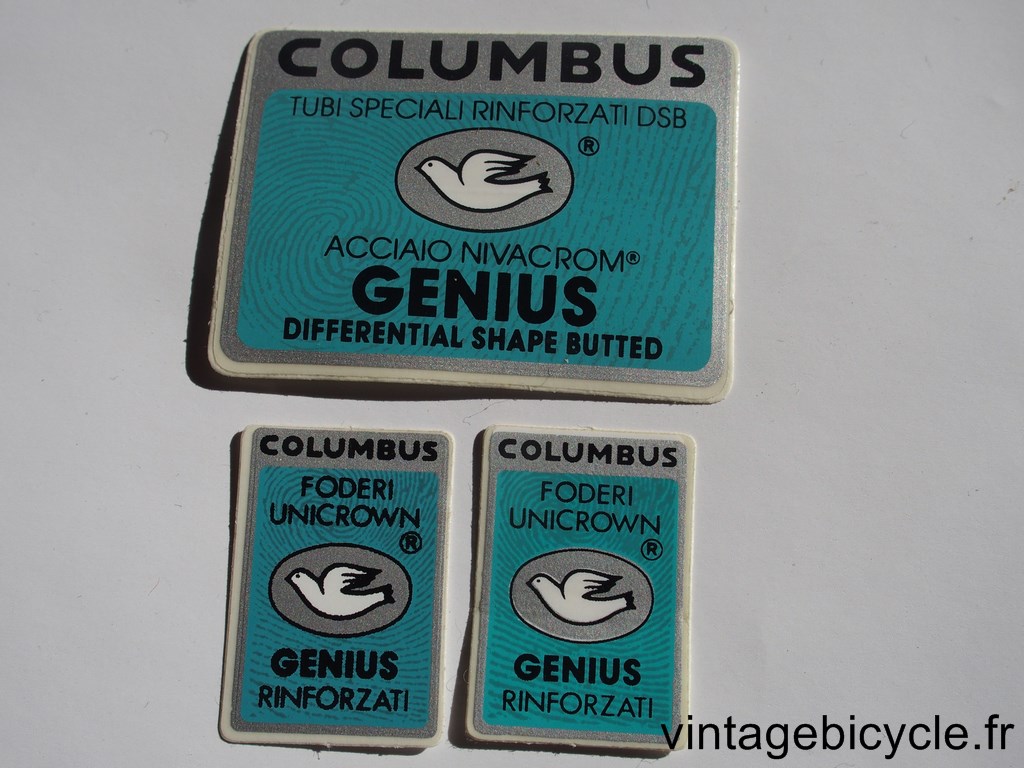 COLUMBUS
TUBI SPECIALI RINFORZATI DSB
®
ACCIAIO NIVACROM®
GENIUS
DIFFERENTIAL SHAPE BUTTED
COLUMBUS
FODERI
UNICROWN
®
GENIUS
RINFORZATI
COLUMBUS
FODERI
UNICROWN
®
GENIUS
RINFORZATI
vintagebicycle.fr